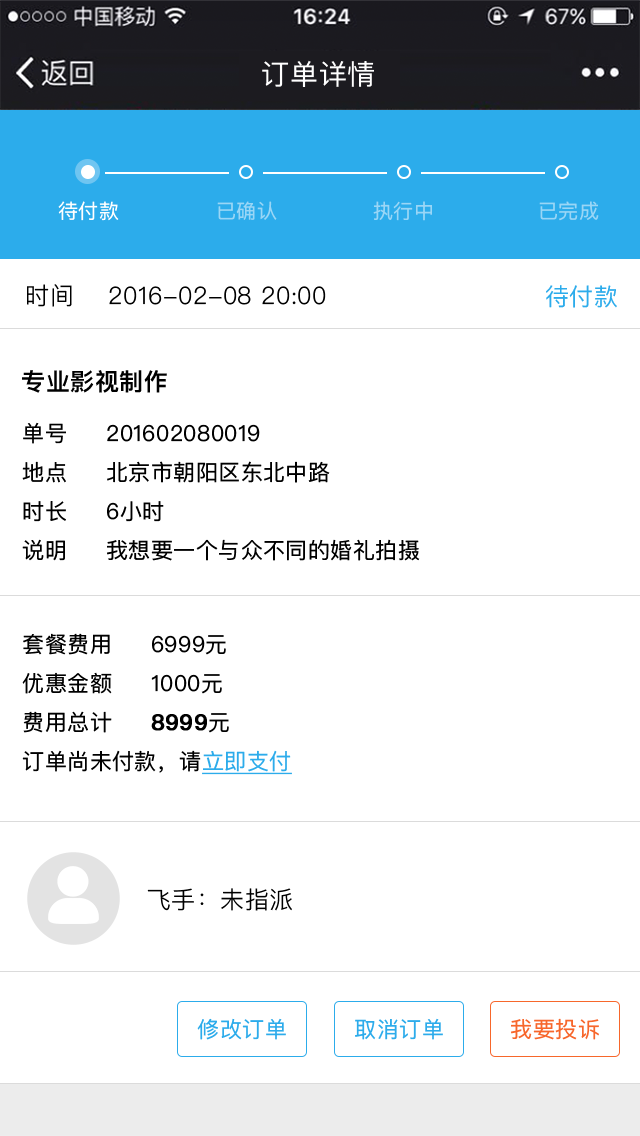 中国移动 16:24 67%
返回 订单详情
待付款 已确认 执行中 已完成
时间 2016-02-08 20:00 待付款
专业影视制作
单号 201602080019
地点 北京市朝阳区东北中路
时长 6小时
说明 我想要一个与众不同的婚礼拍摄
套餐费用 6999元
优惠金额 1000元
费用总计 8999元
订单尚未付款，请立即支付
飞手：未指派
修改订单 取消订单 我要投诉